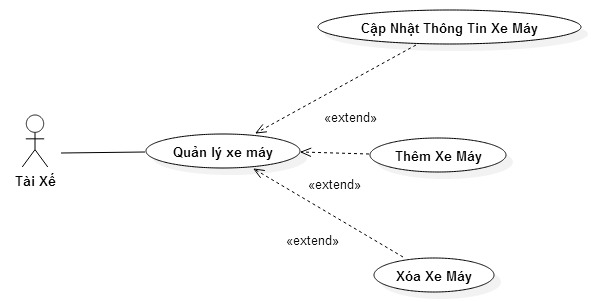 Cập Nhật Thông Tin Xe Máy
«extend»
Quản lý xe máy
Thêm Xe Máy
Tài Xế
«extend»
«extend»
Xóa Xe Máy